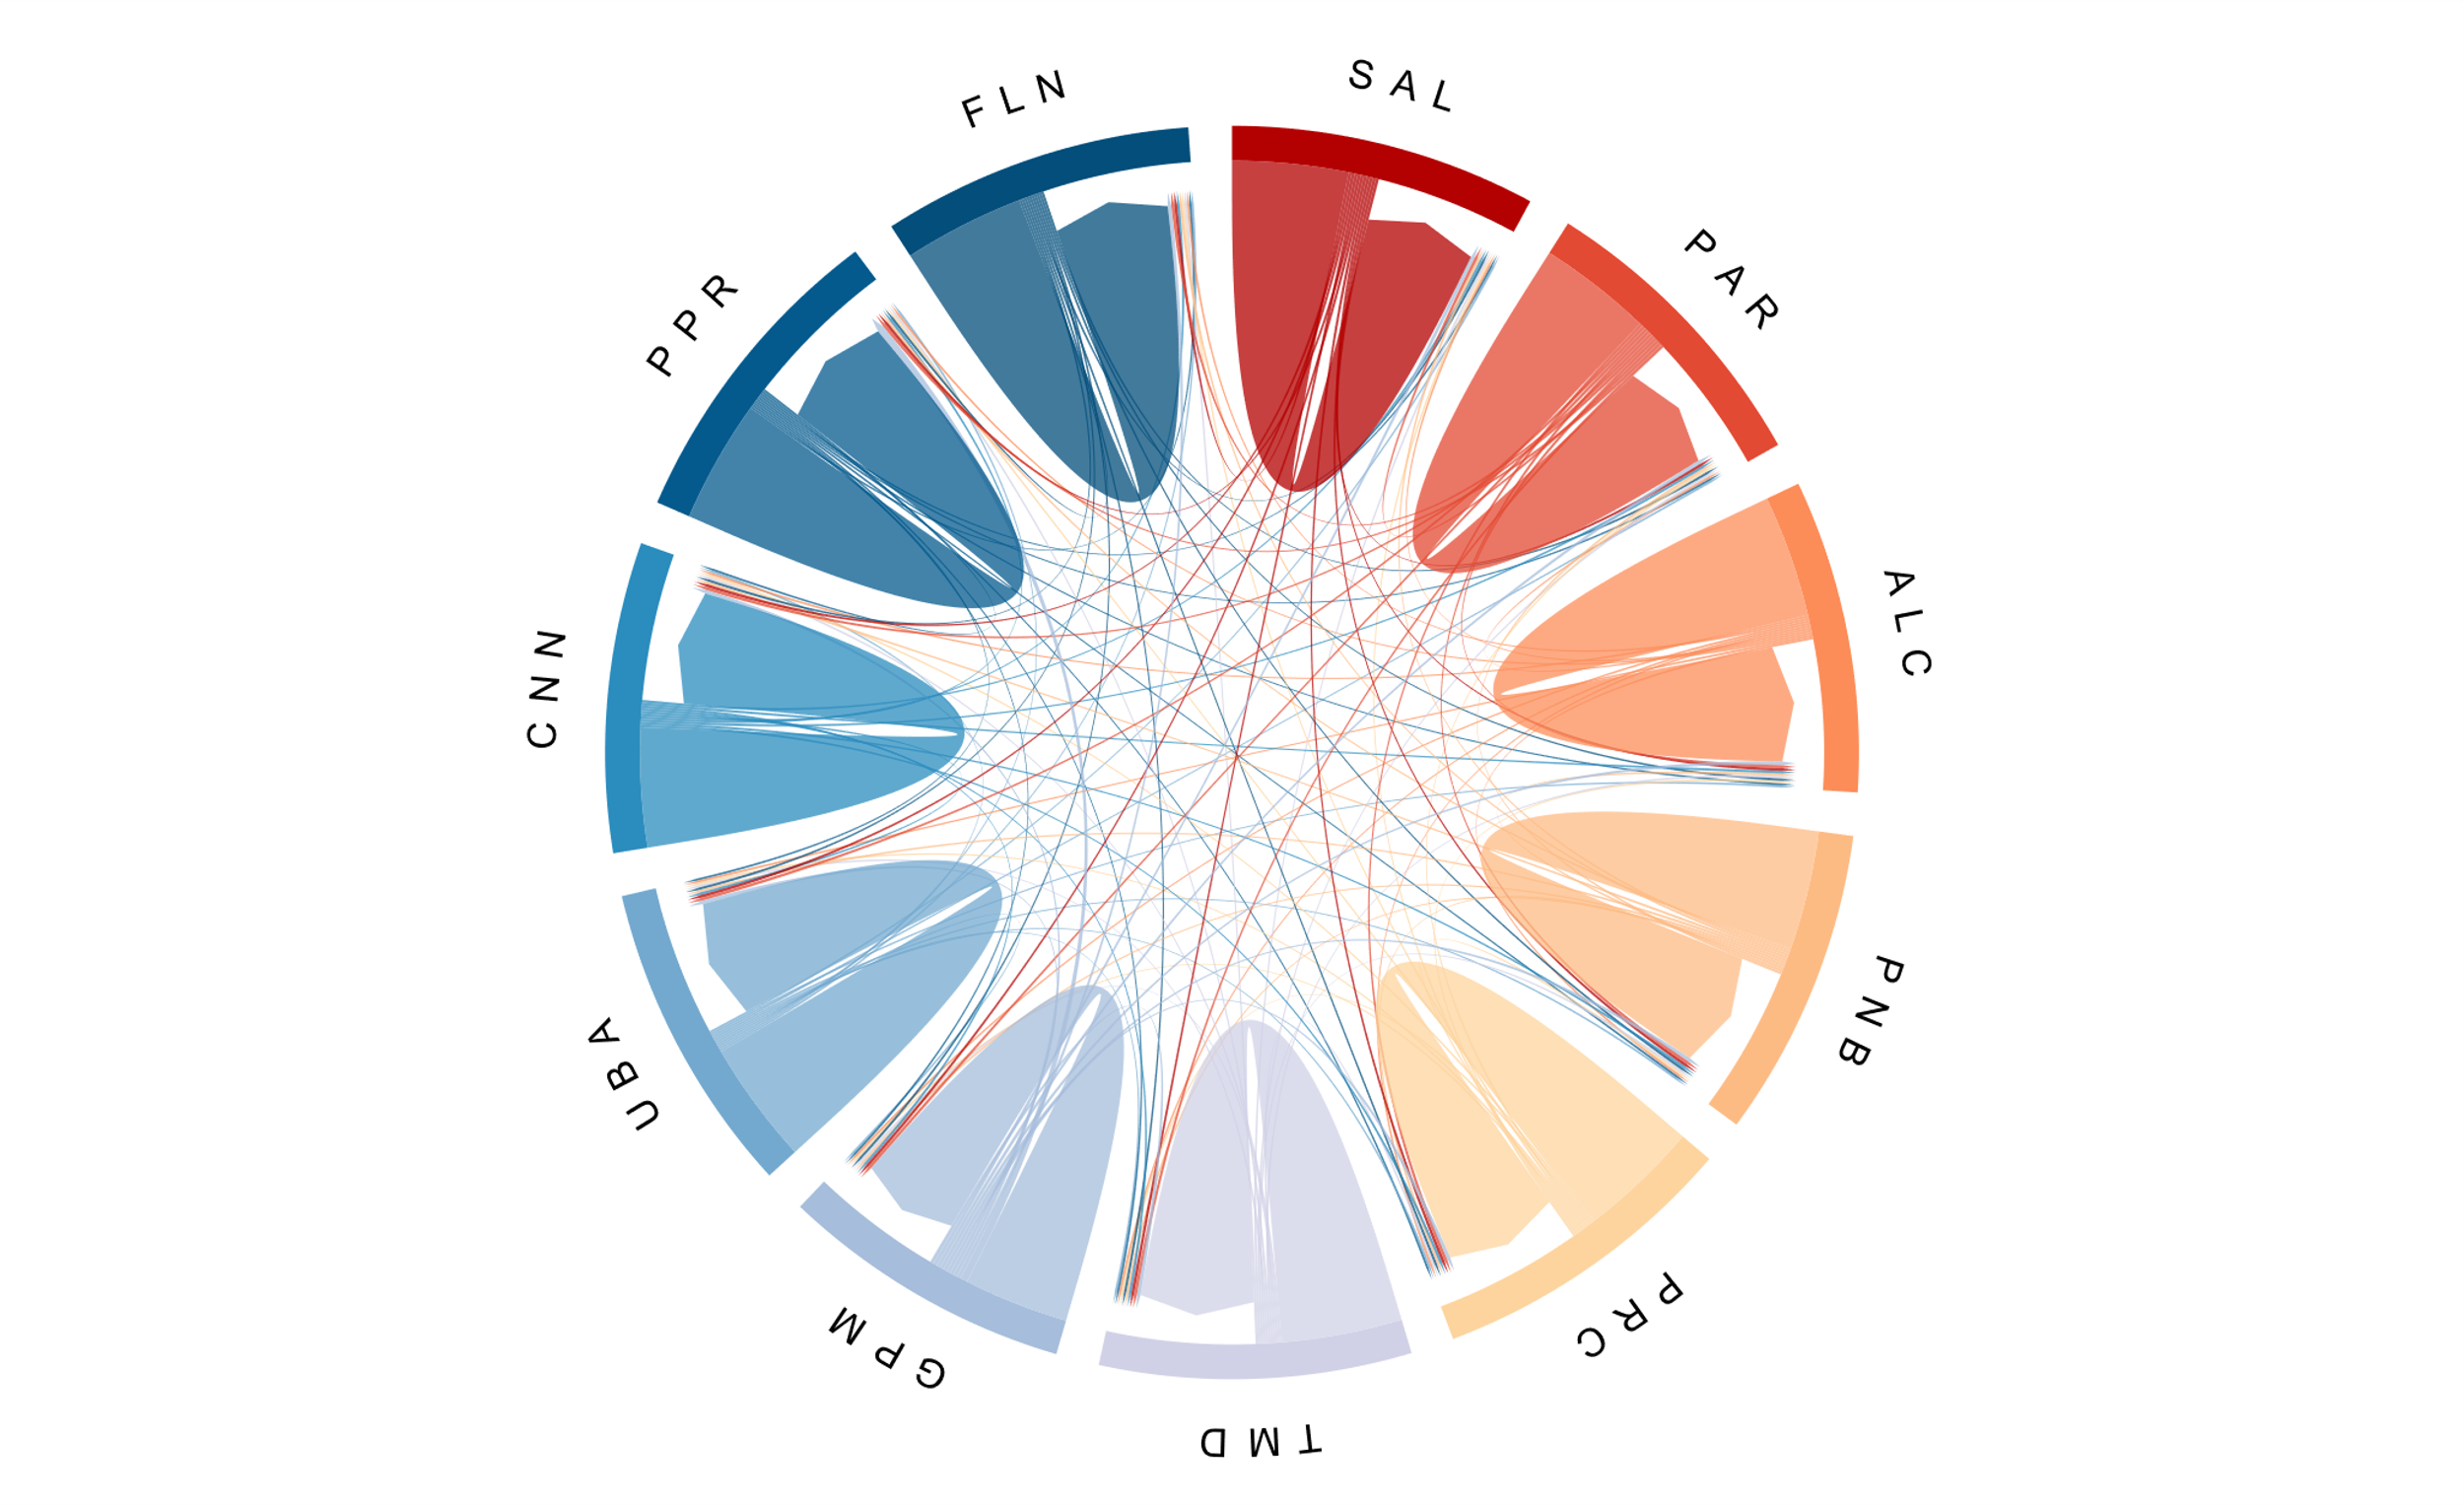 SAL
PAR
ALC
PNB
PRC
TMD
GPM
UBA
CNN
PPR
FLN